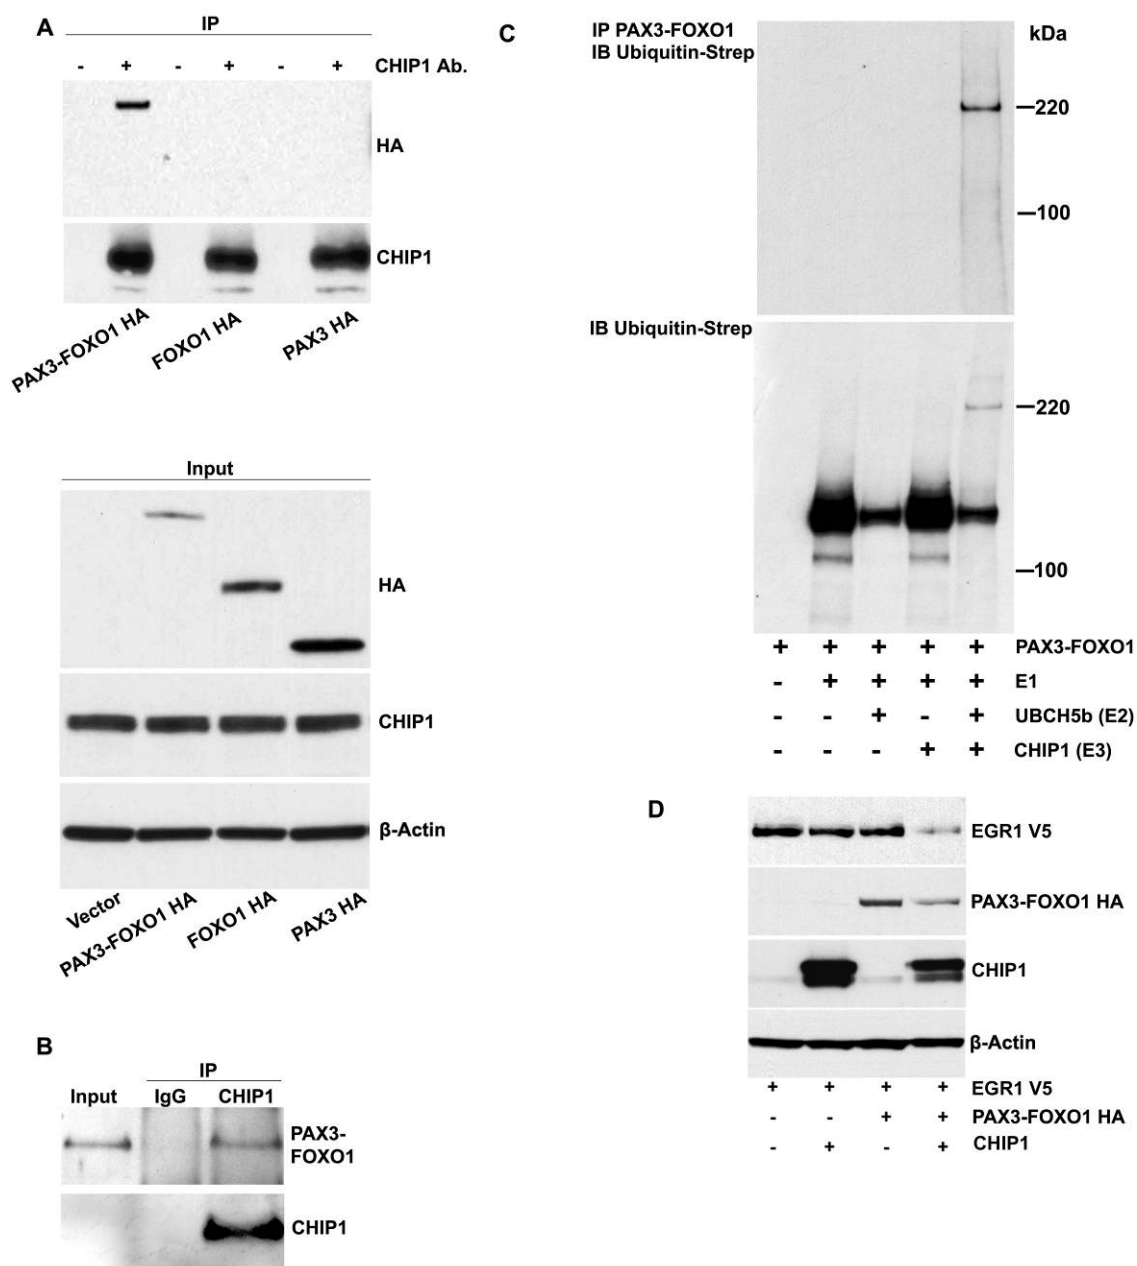 A
IP
- + - + - + CHIP1 Ab.
HA
CHIP1
PAX3-FOXO1 HA
FOXO1 HA
PAX3 HA
Input
HA
CHIP1
β-Actin
Vector
PAX3-FOXO1 HA
FOXO1 HA
PAX3 HA
B
IP
Input IgG CHIP1
PAX3-
FOXO1
CHIP1
C
IP PAX3-FOXO1
IB Ubiquitin-Strep
kDa
220
100
IB Ubiquitin-Strep
220
100
+ + + + + PAX3-FOXO1
- + + + + E1
- - + - + UBCH5b (E2)
- - - + + CHIP1 (E3)
D
EGR1 V5
PAX3-FOXO1 HA
CHIP1
β-Actin
+ + + + EGR1 V5
- - + + PAX3-FOXO1 HA
- + - + CHIP1